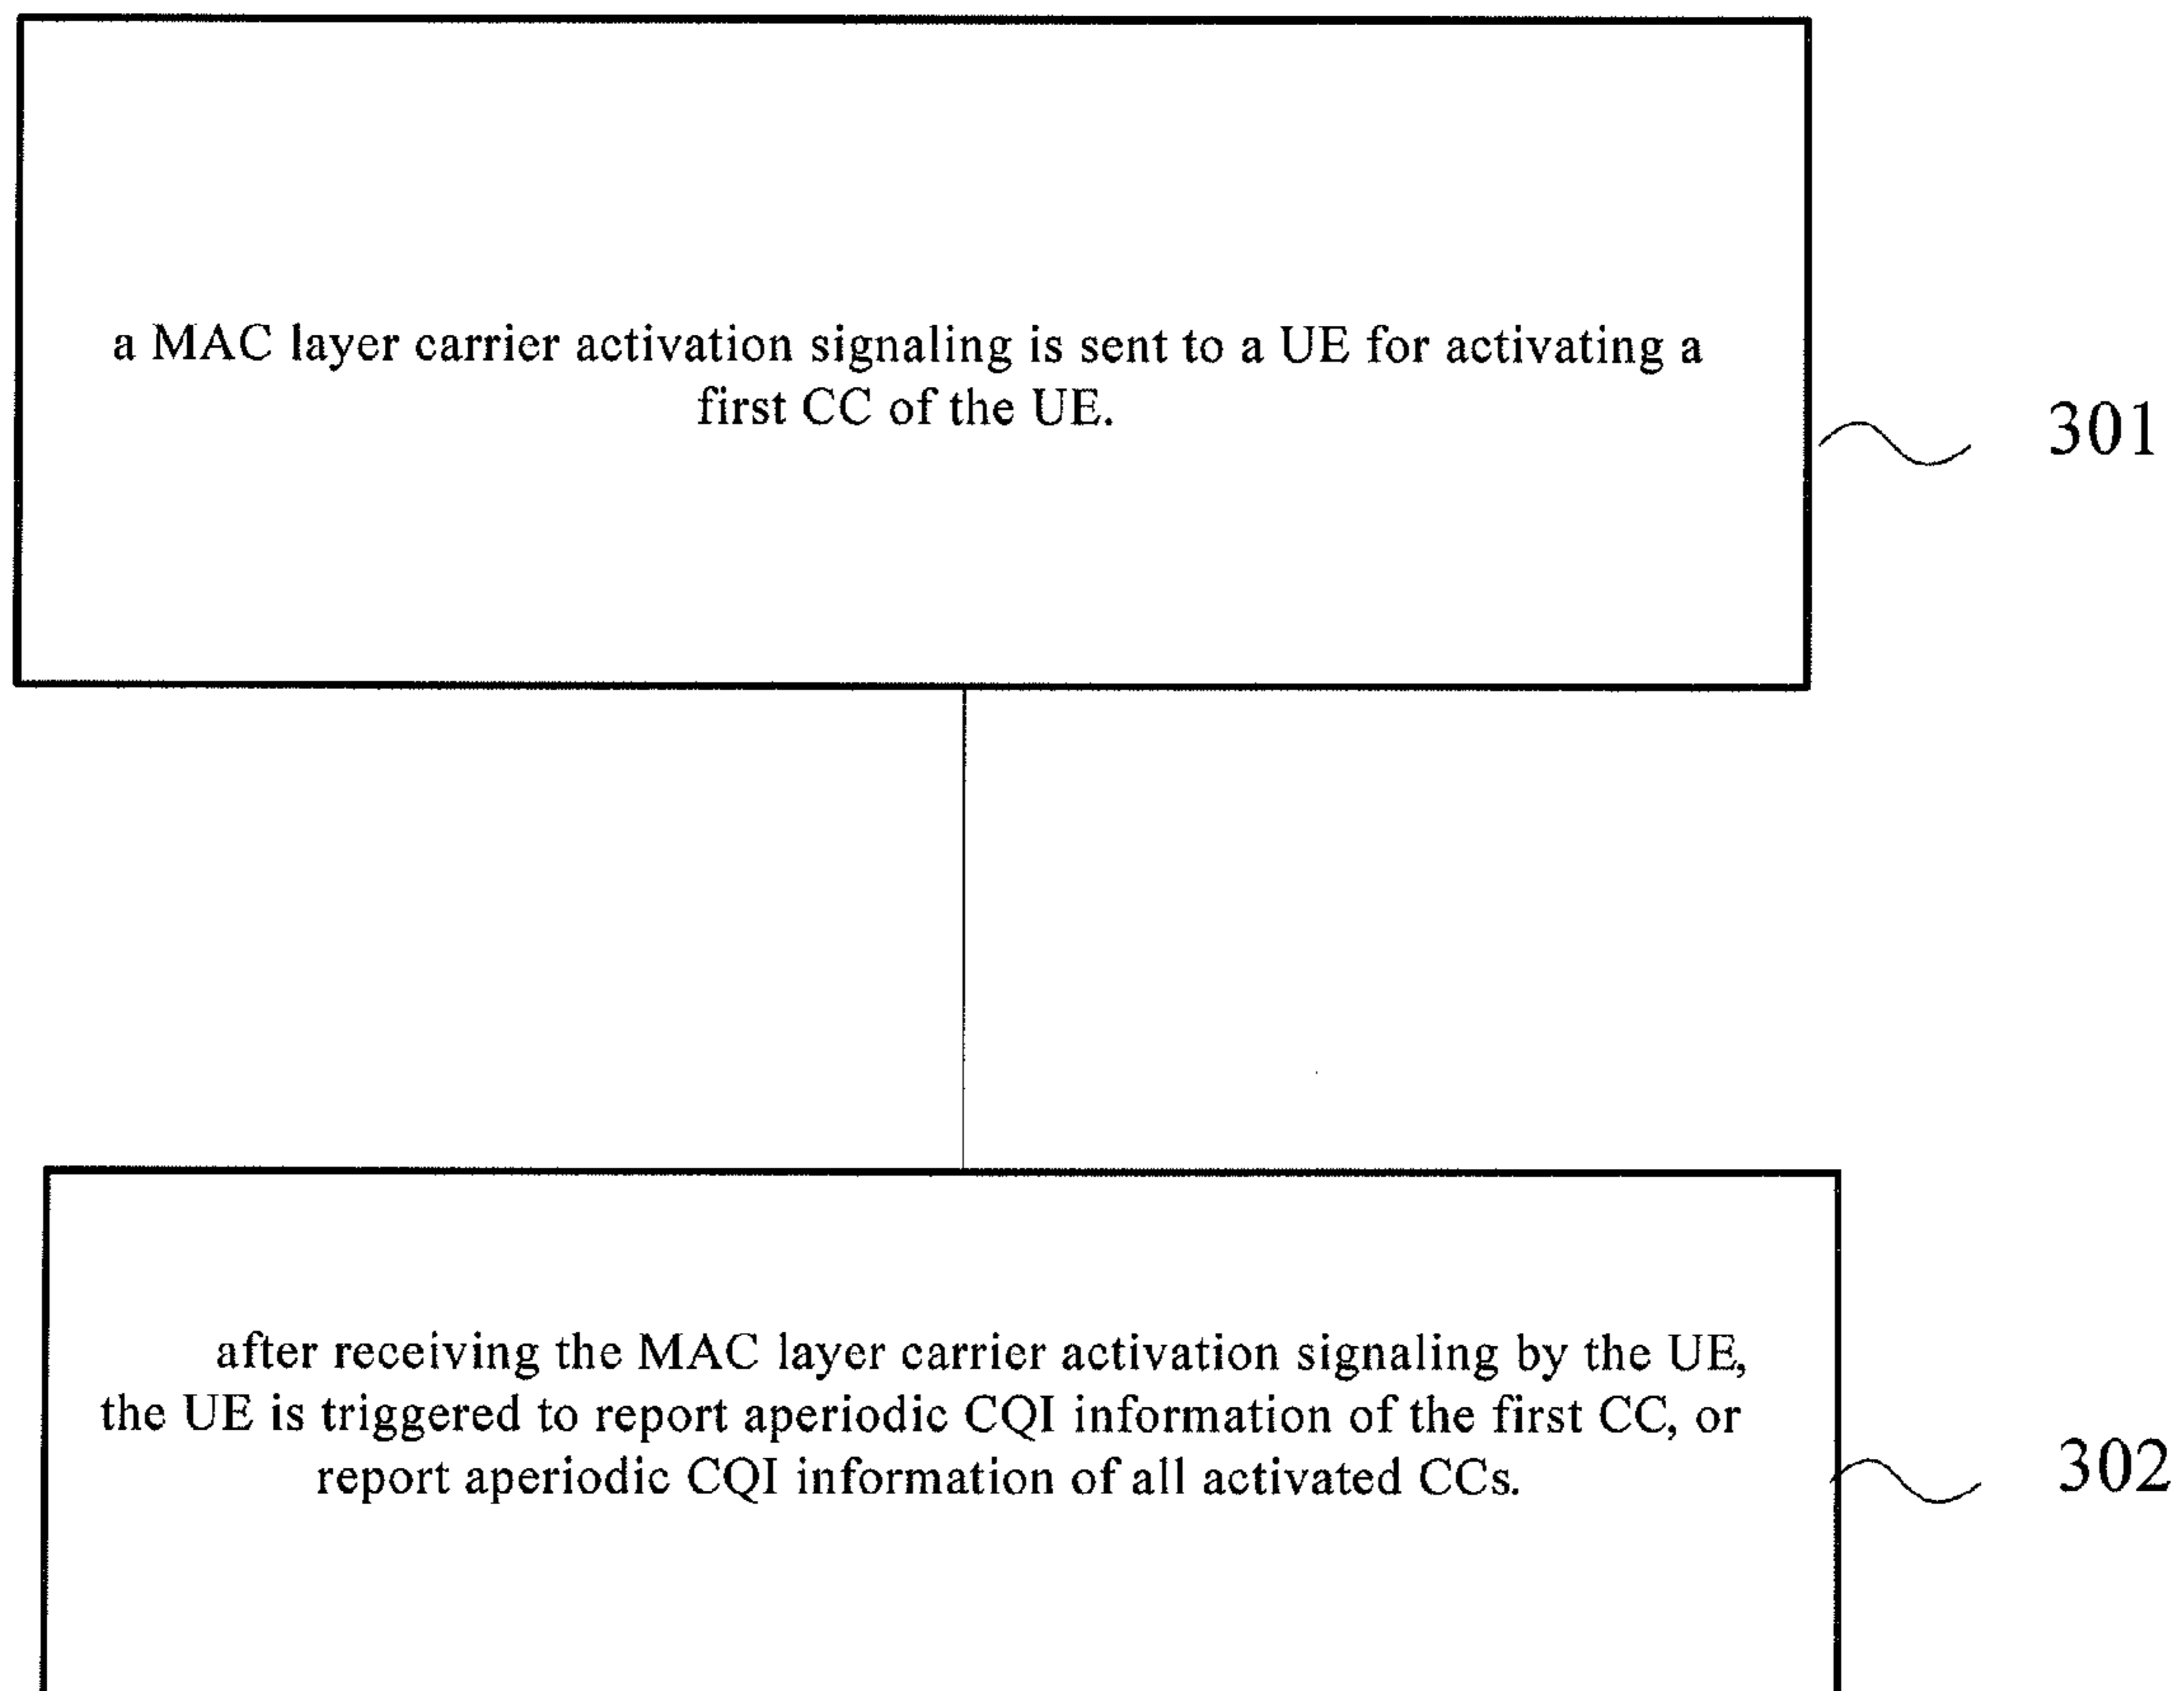 a MAC layer carrier activation signaling is sent to a UE for activating a
first CC of the UE.
301
after receiving the MAC layer carrier activation signaling by the UE,
the UE is triggered to report aperiodic CQI information of the first CC, or
report aperiodic CQI information of all activated CCs.
302